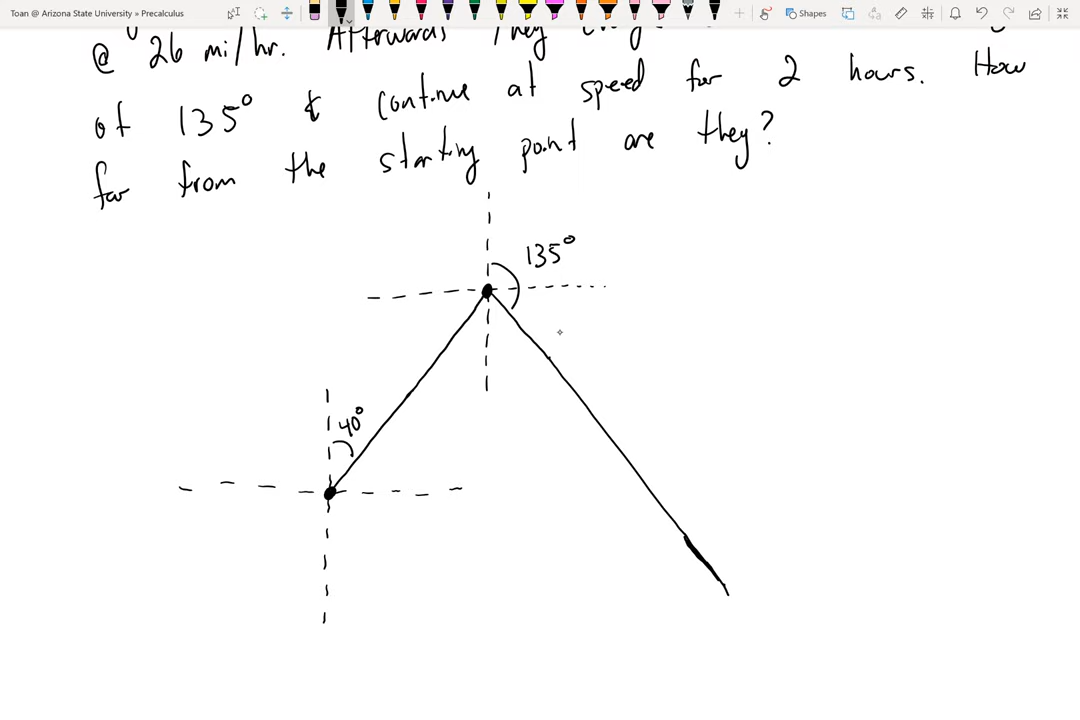 Toan @ Arizona State University » Precalculus
Shapes
@ 26 mi/hr. Afterwards they
of 135° & continue at speed for 2 hours. How
far from the starting point are they?
135°
40°